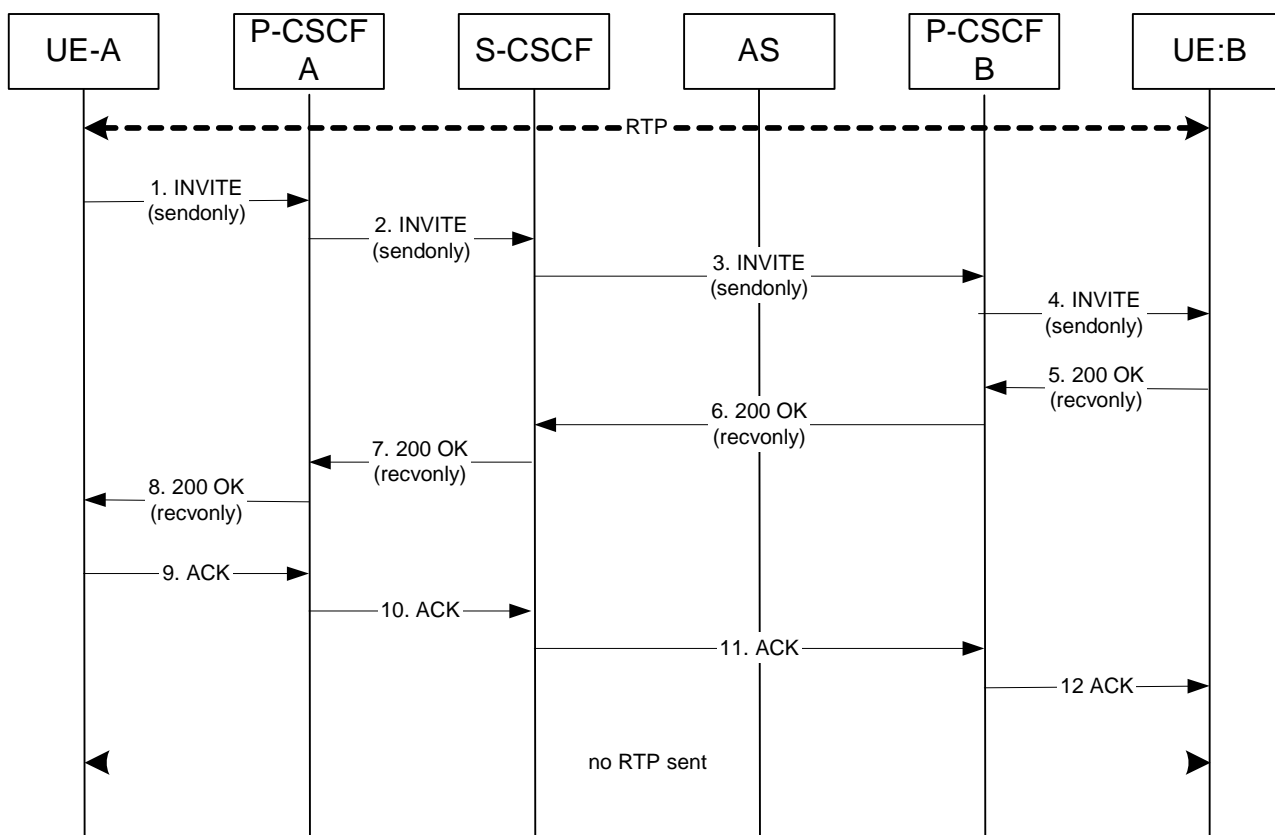 UE-A
P-CSCF
A
S-CSCF
AS
P-CSCF
B
UE:B
RTP
1. INVITE
(sendonly)
2. INVITE
(sendonly)
3. INVITE
(sendonly)
4. INVITE
(sendonly)
5. 200 OK
(recvonly)
6. 200 OK
(recvonly)
7. 200 OK
(recvonly)
8. 200 OK
(recvonly)
9. ACK
10. ACK
11. ACK
12 ACK
no RTP sent